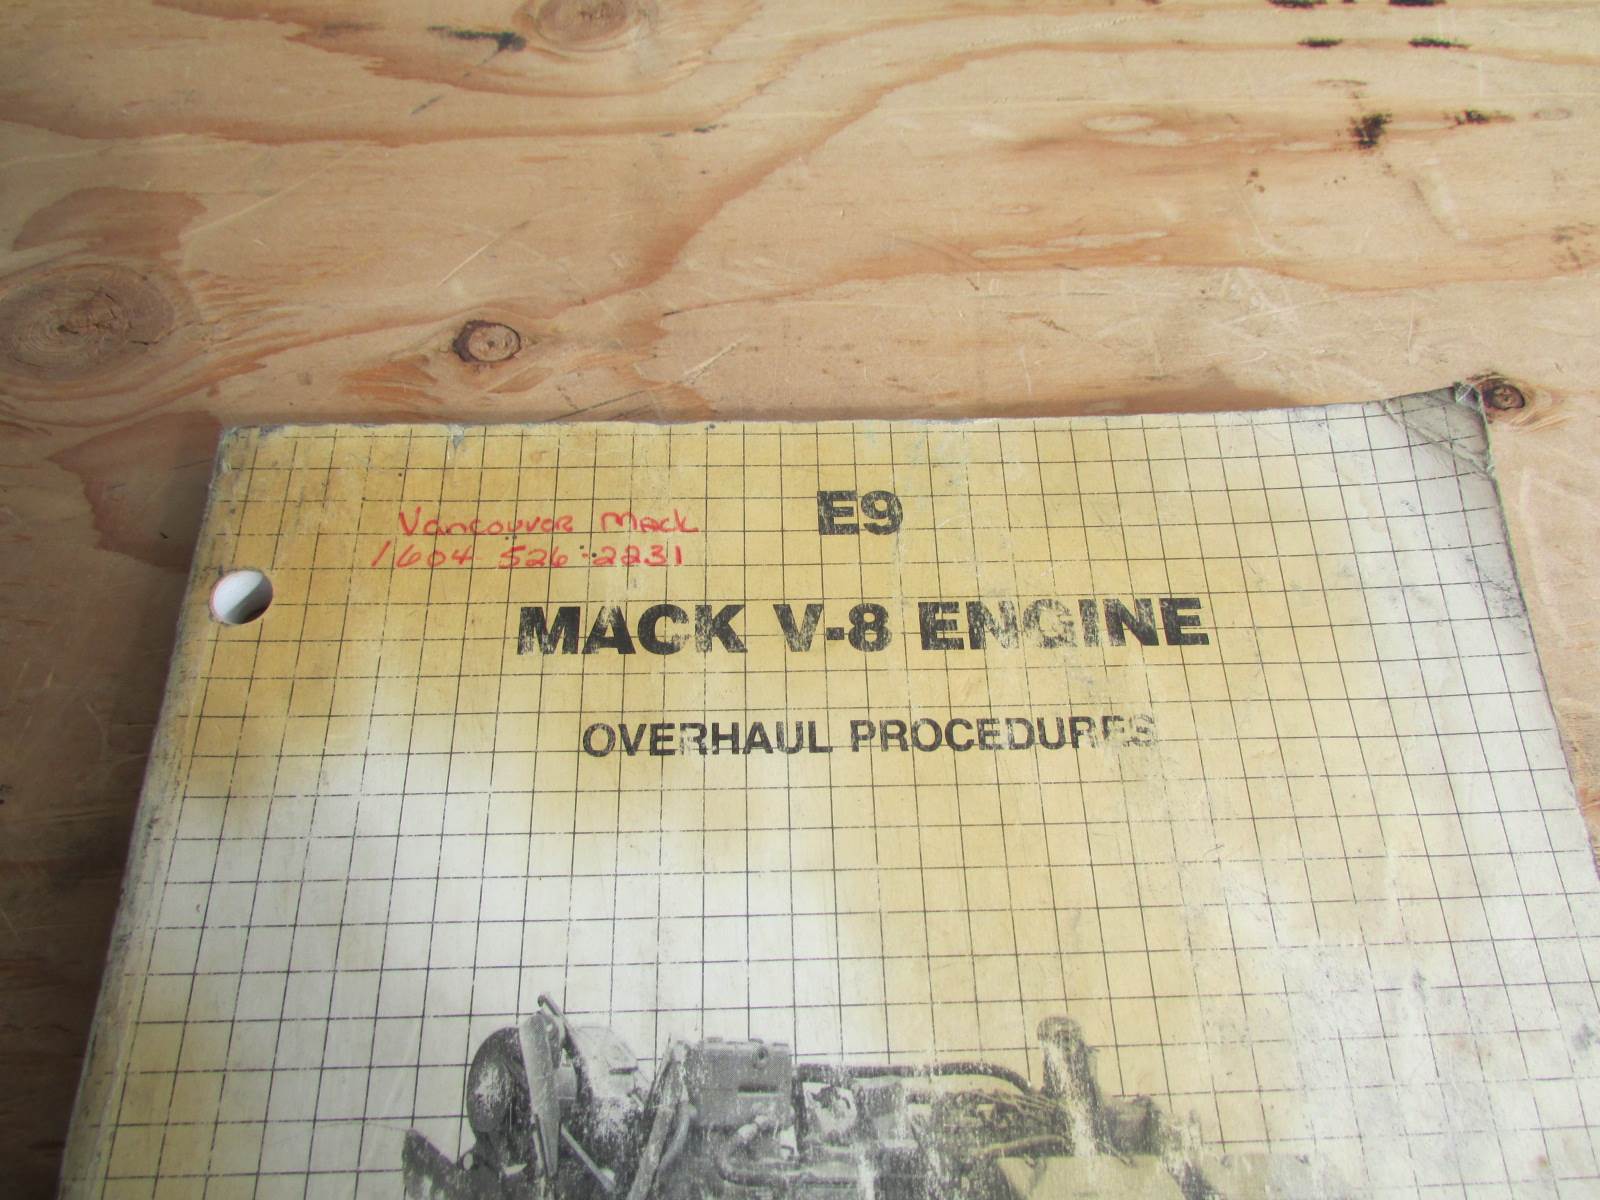 E9
Vancouver Mack
1604-526-2231
MACK V-8 ENGINE
OVERHAUL PROCEDURES